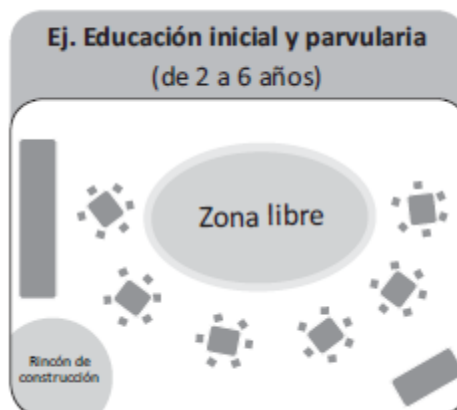 Ej. Educación inicial y parvularia
(de 2 a 6 años)
Zona libre
Rincón de
construcción